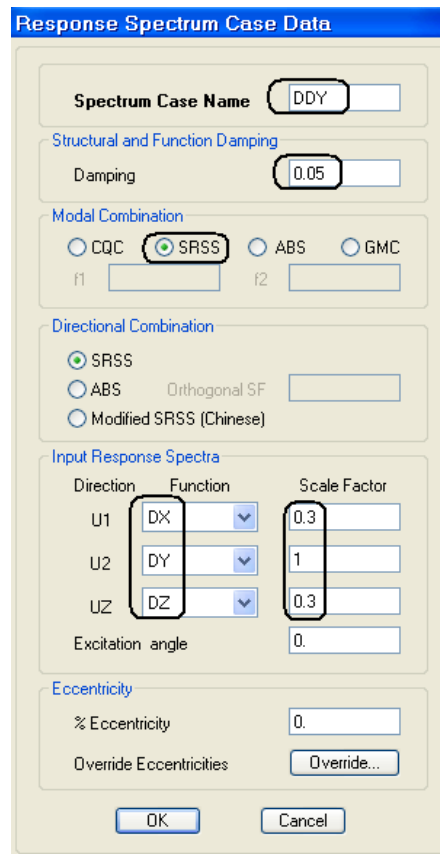 Response Spectrum Case Data
Spectrum Case Name DDY
Structural and Function Damping
Damping 0.05
Modal Combination
CQC SRSS ABS GMC
f1 f2
Directional Combination
SRSS
ABS Orthogonal SF
Modified SRSS (Chinese)
Input Response Spectra
Direction Function Scale Factor
U1 DX 0.3
U2 DY 1
UZ DZ 0.3
Excitation angle 0.
Eccentricity
% Eccentricity 0.
Override Eccentricities Override...
OK Cancel